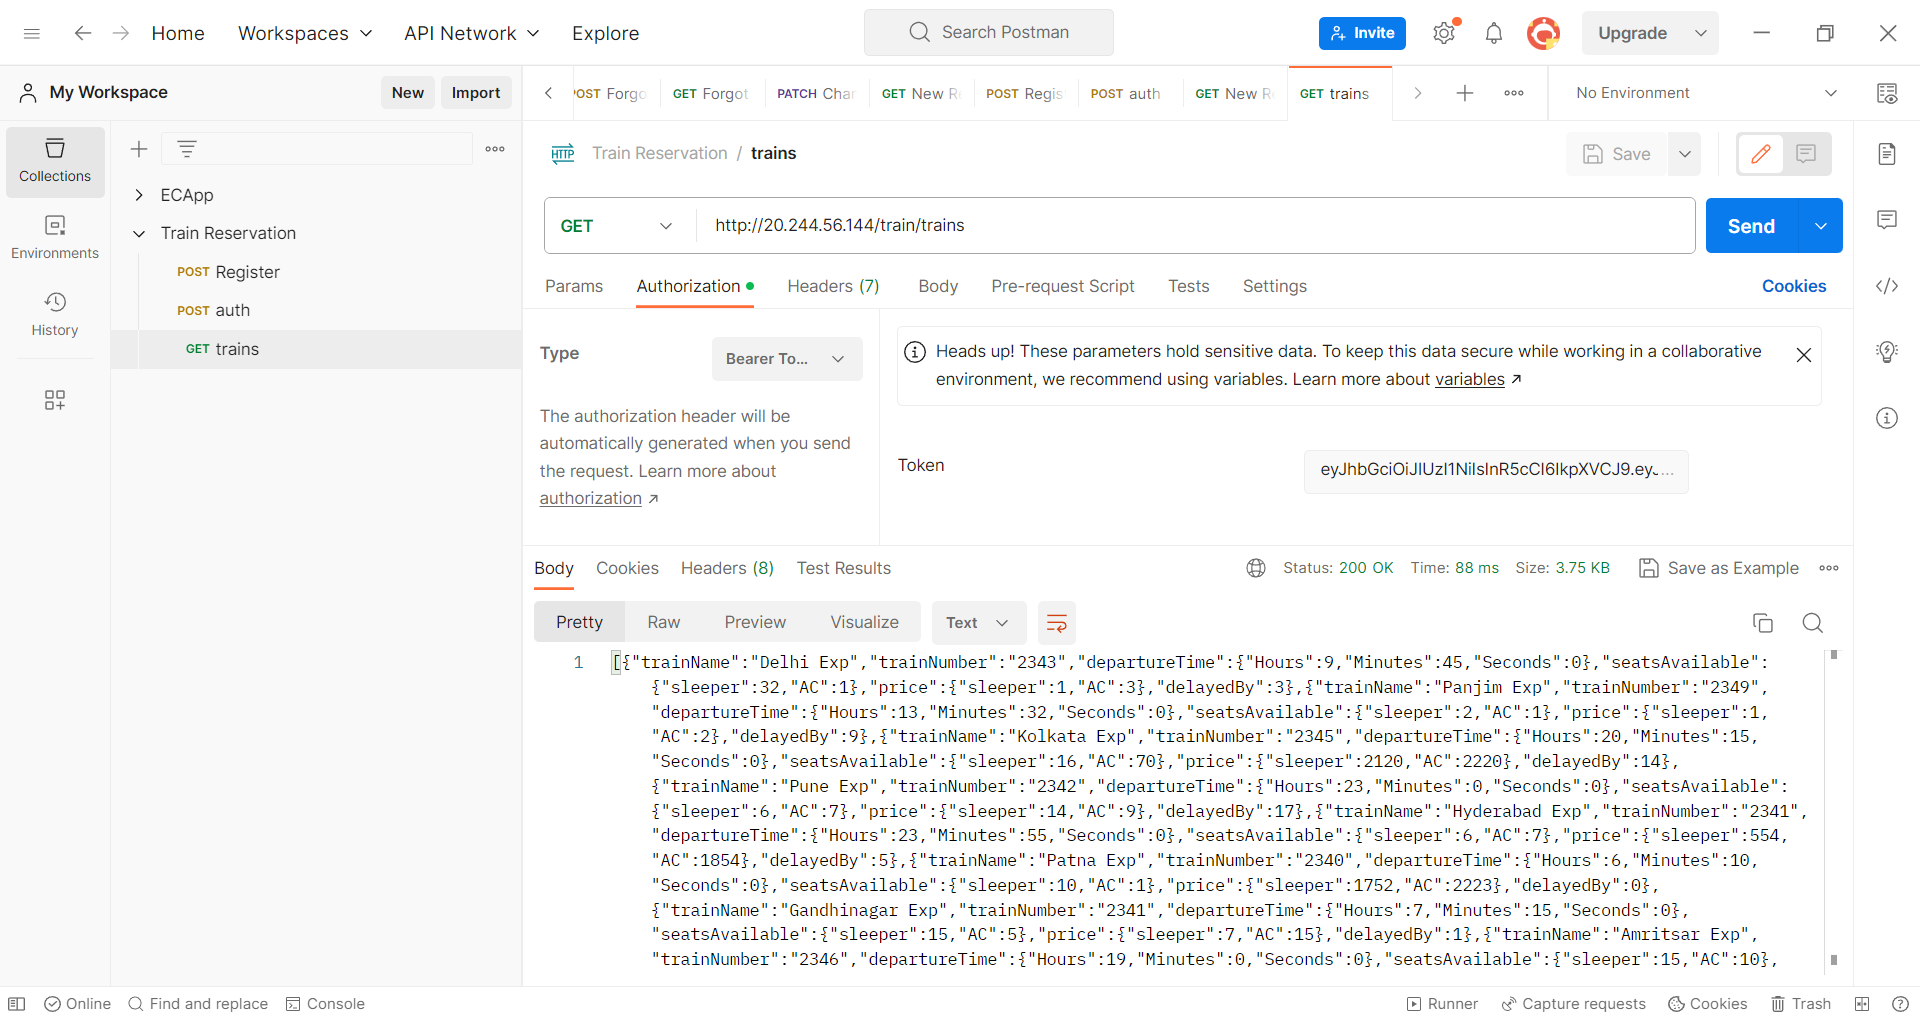 Home Workspaces API Network Explore Search Postman Invite Upgrade
My Workspace New Import
POST Forgo GET Forgot PATCH Char GET New Re POST Regis POST auth GET New R GET trains No Environment
Collections
Environments
History
ECApp
Train Reservation
POST Register
POST auth
GET trains
HTTP Train Reservation / trains Save
GET http://20.244.56.144/train/trains Send
Params Authorization Headers (7) Body Pre-request Script Tests Settings Cookies
Type Bearer To...
The authorization header will be
automatically generated when you send
the request. Learn more about
authorization ↗
Heads up! These parameters hold sensitive data. To keep this data secure while working in a collaborative
environment, we recommend using variables. Learn more about variables ↗
Token eyJhbGciOiJIUzI1NiIsInR5cCI6IkpXVCJ9.eyJ...
Body Cookies Headers (8) Test Results Status: 200 OK Time: 88 ms Size: 3.75 KB Save as Example
Pretty Raw Preview Visualize Text
1 [{"trainName":"Delhi Exp","trainNumber":"2343","departureTime":{"Hours":9,"Minutes":45,"Seconds":0},"seatsAvailable":
{"sleeper":32,"AC":1},"price":{"sleeper":1,"AC":3},"delayedBy":3},{"trainName":"Panjim Exp","trainNumber":"2349",
"departureTime":{"Hours":13,"Minutes":32,"Seconds":0},"seatsAvailable":{"sleeper":2,"AC":1},"price":{"sleeper":1,
"AC":2},"delayedBy":9},{"trainName":"Kolkata Exp","trainNumber":"2345","departureTime":{"Hours":20,"Minutes":15,
"Seconds":0},"seatsAvailable":{"sleeper":16,"AC":70},"price":{"sleeper":2120,"AC":2220},"delayedBy":14},
{"trainName":"Pune Exp","trainNumber":"2342","departureTime":{"Hours":23,"Minutes":0,"Seconds":0},"seatsAvailable":
{"sleeper":6,"AC":7},"price":{"sleeper":14,"AC":9},"delayedBy":17},{"trainName":"Hyderabad Exp","trainNumber":"2341",
"departureTime":{"Hours":23,"Minutes":55,"Seconds":0},"seatsAvailable":{"sleeper":6,"AC":7},"price":{"sleeper":554,
"AC":1854},"delayedBy":5},{"trainName":"Patna Exp","trainNumber":"2340","departureTime":{"Hours":6,"Minutes":10,
"Seconds":0},"seatsAvailable":{"sleeper":10,"AC":1},"price":{"sleeper":1752,"AC":2223},"delayedBy":0},
{"trainName":"Gandhinagar Exp","trainNumber":"2341","departureTime":{"Hours":7,"Minutes":15,"Seconds":0},
"seatsAvailable":{"sleeper":15,"AC":5},"price":{"sleeper":7,"AC":15},"delayedBy":1},{"trainName":"Amritsar Exp",
"trainNumber":"2346","departureTime":{"Hours":19,"Minutes":0,"Seconds":0},"seatsAvailable":{"sleeper":15,"AC":10},
Online Find and replace Console Runner Capture requests Cookies Trash